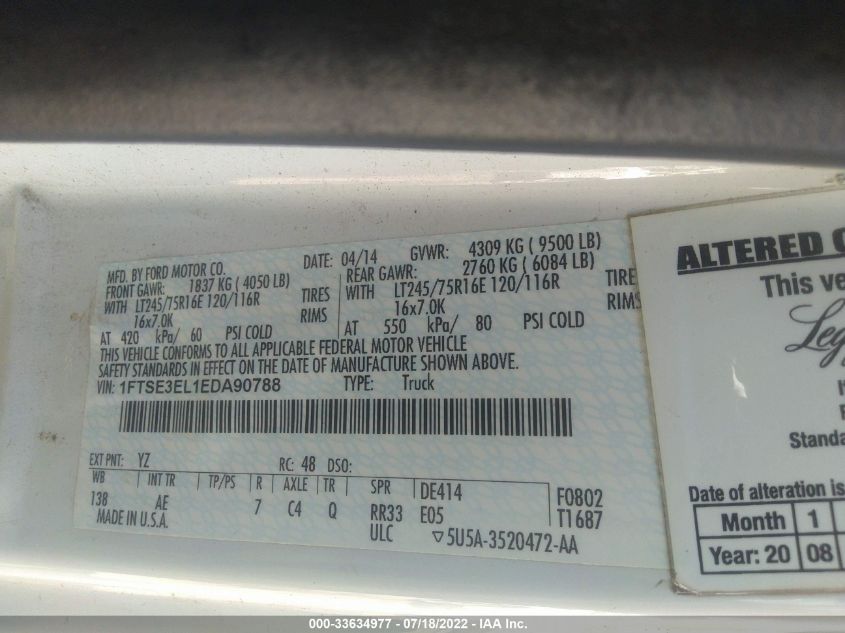 MFD. BY FORD MOTOR CO.
DATE: 04/14 GVWR: 4309 KG ( 9500 LB)
FRONT GAWR: 1837 KG ( 4050 LB)
REAR GAWR: 2760 KG ( 6084 LB)
WITH LT245/75R16E 120/116R TIRES
WITH LT245/75R16E 120/116R TIRE
16x7.0K RIMS
16x7.0K RIMS
AT 420 kPa/ 60 PSI COLD
AT 550 kPa/ 80 PSI COLD
THIS VEHICLE CONFORMS TO ALL APPLICABLE FEDERAL MOTOR VEHICLE
SAFETY STANDARDS IN EFFECT ON THE DATE OF MANUFACTURE SHOWN ABOVE.
VIN: 1FTSE3EL1EDA90788 TYPE: Truck
EXT PNT: YZ RC: 48 DSO:
WB INT TR TP/PS R AXLE TR SPR DE414 F0802
138 AE 7 C4 Q RR33 E05 T1687
MADE IN U.S.A. ULC ▽5U5A-3520472-AA
ALTERED
This ve
Leg
Standa
Date of alteration is
Month 1
Year: 20 08
000-33634977 - 07/18/2022 - IAA Inc.